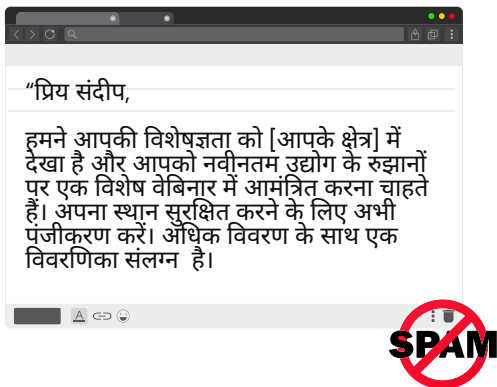 “प्रिय संदीप,
हमने आपकी विशेषज्ञता को [आपके क्षेत्र] में
देखा है और आपको नवीनतम उद्योग के रुझानों
पर एक विशेष वेबिनार में आमंत्रित करना चाहते
हैं। अपना स्थान सुरक्षित करने के लिए अभी
पंजीकरण करें। अधिक विवरण के साथ एक
विवरणिका संलग्न है।
A
SPAM